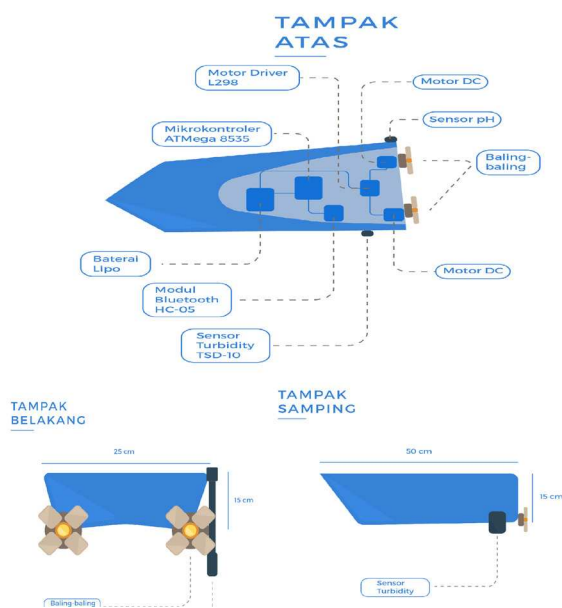 TAMPAK
ATAS
Motor Driver
L298
Motor DC
Sensor pH
Mikrokontroler
ATMega 8535
Baling-
baling
Baterai
Lipo
Motor DC
Modul
Bluetooth
HC-05
Sensor
Turbidity
TSD-10
TAMPAK
BELAKANG
25 cm
15 cm
Baling-baling
TAMPAK
SAMPING
50 cm
15 cm
Sensor
Turbidity